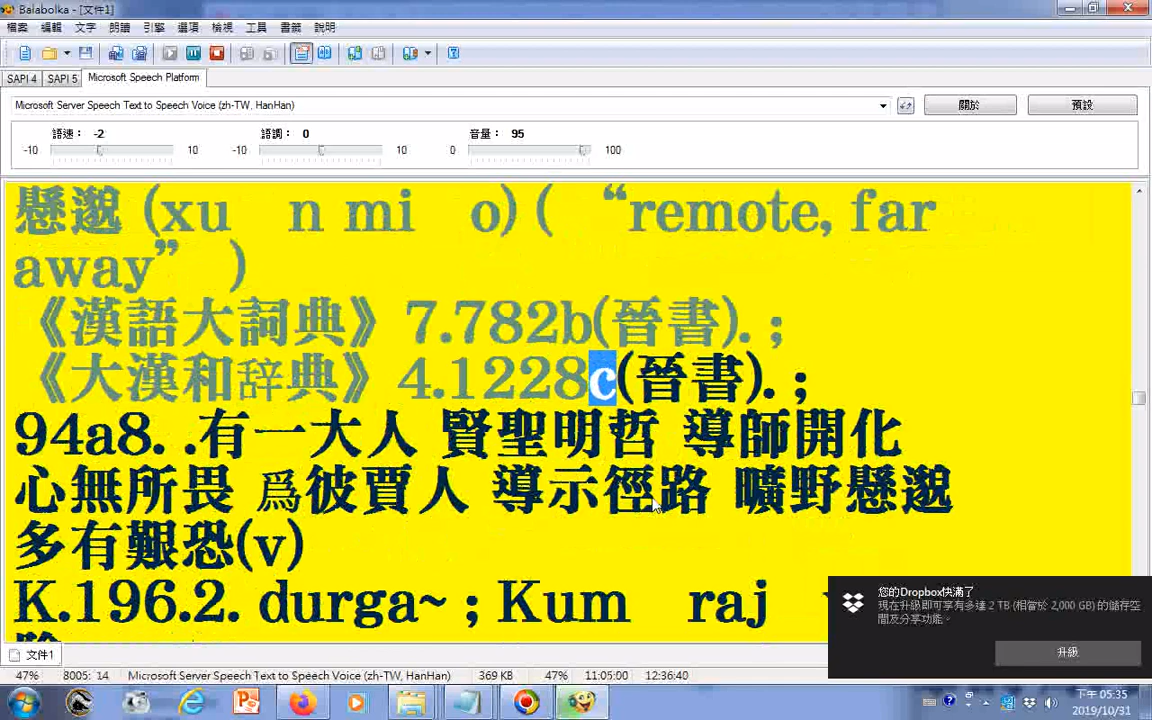 Balabolka - [文件1]
檔案 編輯 文字 朗讀 引擎 選項 檢視 工具 書籤 說明
SAPI 4 SAPI 5 Microsoft Speech Platform
Microsoft Server Speech Text to Speech Voice (zh-TW, HanHan) 關於 預設
語速： -2 語調： 0 音量： 95
-10 10 -10 10 0 100
懸邈 (xu n mi o) ( “remote, far
away” )
《漢語大詞典》 7.782b(晉書). ;
《大漢和辞典》 4.1228c(晉書). ;
94a8. .有一大人 賢聖明哲 導師開化
心無所畏 爲彼賈人 導示徑路 曠野懸邈
多有艱恐(v)
K.196.2. durga~ ; Kum raj
您的Dropbox快滿了
現在升級即可享有多達 2 TB (相當於 2,000 GB) 的儲存空
間及分享功能。
升級
文件1
47% 8005: 14 Microsoft Server Speech Text to Speech Voice (zh-TW, HanHan) 369 KB 47% 11:05:00 12:36:40
下午 05:35
2019/10/31